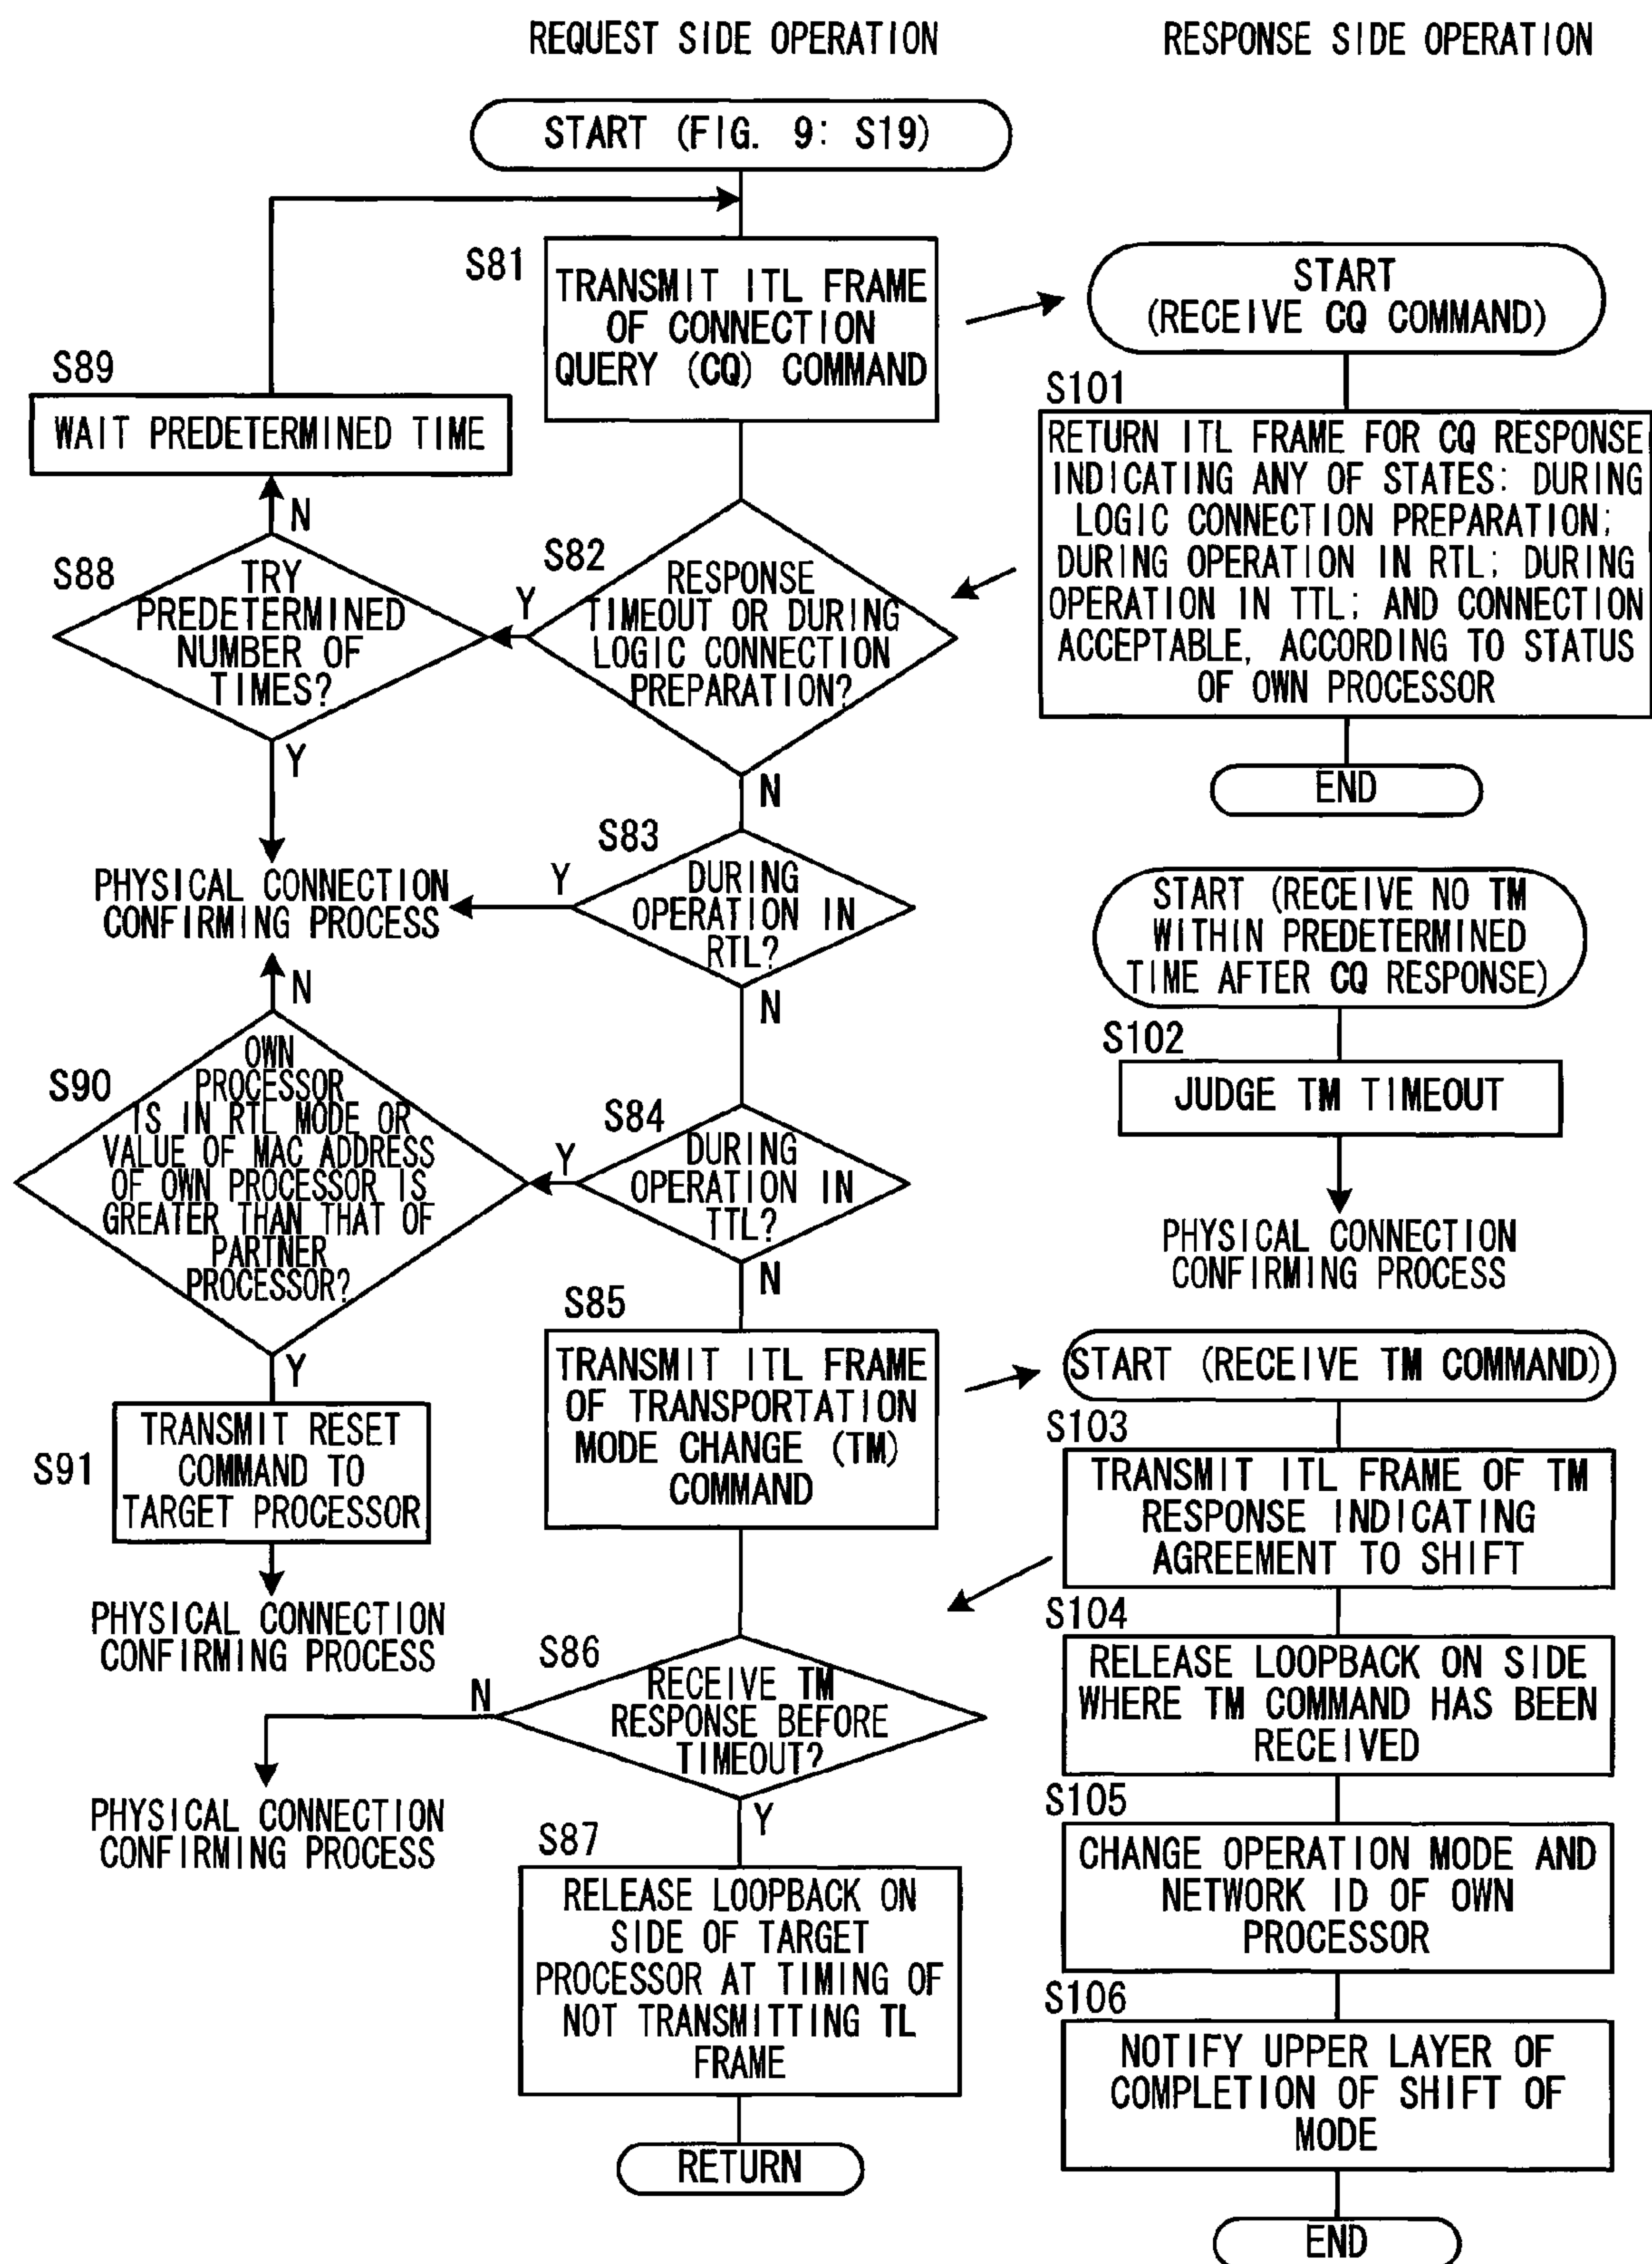 REQUEST SIDE OPERATION
RESPONSE SIDE OPERATION
START (FIG. 9: S19)
S81
TRANSMIT ITL FRAME
OF CONNECTION
QUERY (CQ) COMMAND
START
(RECEIVE CQ COMMAND)
S89
WAIT PREDETERMINED TIME
S101
RETURN ITL FRAME FOR CQ RESPONSE
INDICATING ANY OF STATES: DURING
LOGIC CONNECTION PREPARATION;
DURING OPERATION IN RTL; DURING
OPERATION IN TTL; AND CONNECTION
ACCEPTABLE, ACCORDING TO STATUS
OF OWN PROCESSOR
END
N
S88
TRY
PREDETERMINED
NUMBER OF
TIMES?
Y
S82
RESPONSE
TIMEOUT OR DURING
LOGIC CONNECTION
PREPARATION?
Y
N
PHYSICAL CONNECTION
CONFIRMING PROCESS
S83
DURING
OPERATION IN
RTL?
Y
N
START (RECEIVE NO TM
WITHIN PREDETERMINED
TIME AFTER CQ RESPONSE)
S102
JUDGE TM TIMEOUT
PHYSICAL CONNECTION
CONFIRMING PROCESS
N
S90
OWN
PROCESSOR
IS IN RTL MODE OR
VALUE OF MAC ADDRESS
OF OWN PROCESSOR IS
GREATER THAN THAT OF
PARTNER
PROCESSOR?
Y
S84
DURING
OPERATION IN
TTL?
Y
N
S91
TRANSMIT RESET
COMMAND TO
TARGET PROCESSOR
PHYSICAL CONNECTION
CONFIRMING PROCESS
S85
TRANSMIT ITL FRAME
OF TRANSPORTATION
MODE CHANGE (TM)
COMMAND
START (RECEIVE TM COMMAND)
S103
TRANSMIT ITL FRAME OF TM
RESPONSE INDICATING
AGREEMENT TO SHIFT
S104
RELEASE LOOPBACK ON SIDE
WHERE TM COMMAND HAS BEEN
RECEIVED
S86
RECEIVE TM
RESPONSE BEFORE
TIMEOUT?
N
Y
PHYSICAL CONNECTION
CONFIRMING PROCESS
S105
CHANGE OPERATION MODE AND
NETWORK ID OF OWN
PROCESSOR
S87
RELEASE LOOPBACK ON
SIDE OF TARGET
PROCESSOR AT TIMING OF
NOT TRANSMITTING TL
FRAME
RETURN
S106
NOTIFY UPPER LAYER OF
COMPLETION OF SHIFT OF
MODE
END